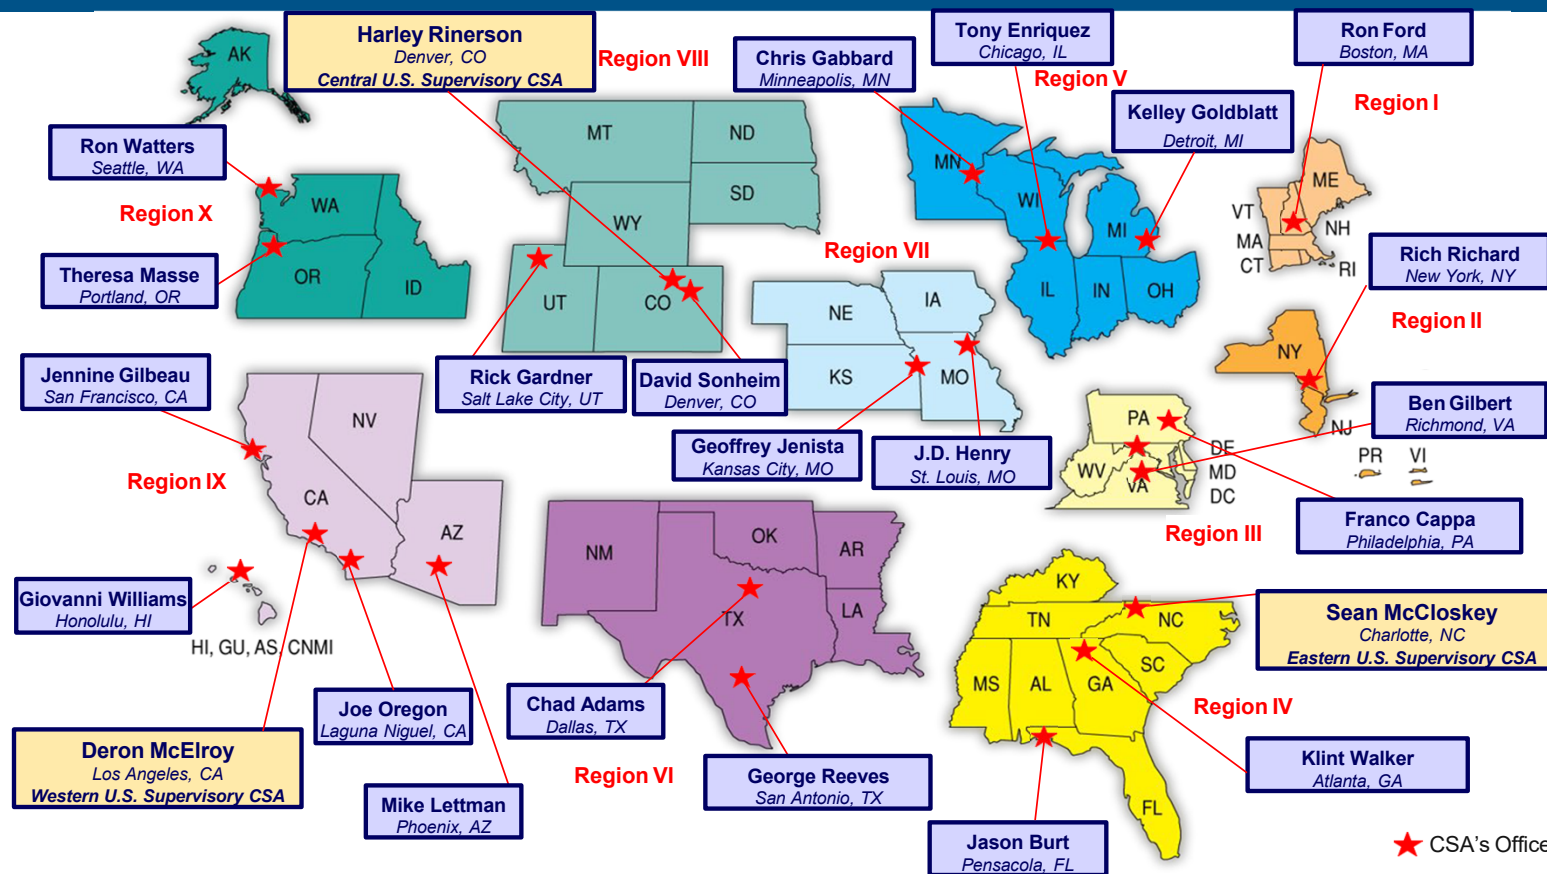 Harley Rinerson
Denver, CO
Central U.S. Supervisory CSA
Region VIII
Chris Gabbard
Minneapolis, MN
Tony Enriquez
Chicago, IL
Region V
Ron Ford
Boston, MA
Region I
Kelley Goldblatt
Detroit, MI
Ron Watters
Seattle, WA
Region X
Theresa Masse
Portland, OR
AK
WA
OR
ID
MT
ND
SD
WY
UT
CO
Rick Gardner
Salt Lake City, UT
David Sonheim
Denver, CO
Region VII
NE
IA
KS
MO
Geoffrey Jenista
Kansas City, MO
J.D. Henry
St. Louis, MO
MN
WI
MI
IL
IN
OH
ME
VT
NH
MA
CT
RI
Rich Richard
New York, NY
Region II
NY
NJ
PR
VI
Ben Gilbert
Richmond, VA
PA
WV
VA
DE
MD
DC
Region III
Franco Cappa
Philadelphia, PA
Jennine Gilbeau
San Francisco, CA
Region IX
NV
CA
AZ
Giovanni Williams
Honolulu, HI
HI, GU, AS, CNMI
Deron McElroy
Los Angeles, CA
Western U.S. Supervisory CSA
Joe Oregon
Laguna Niguel, CA
Mike Lettman
Phoenix, AZ
NM
OK
AR
TX
LA
Chad Adams
Dallas, TX
Region VI
George Reeves
San Antonio, TX
KY
TN
NC
SC
MS
AL
GA
FL
Sean McCloskey
Charlotte, NC
Eastern U.S. Supervisory CSA
Region IV
Klint Walker
Atlanta, GA
Jason Burt
Pensacola, FL
CSA's Office